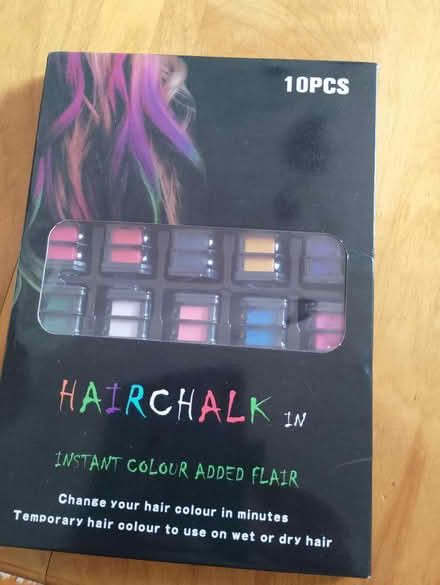 10PCS
HAIRCHALK IN
INSTANT COLOUR ADDED FLAIR
Change your hair colour in minutes
Temporary hair colour to use on wet or dry hair